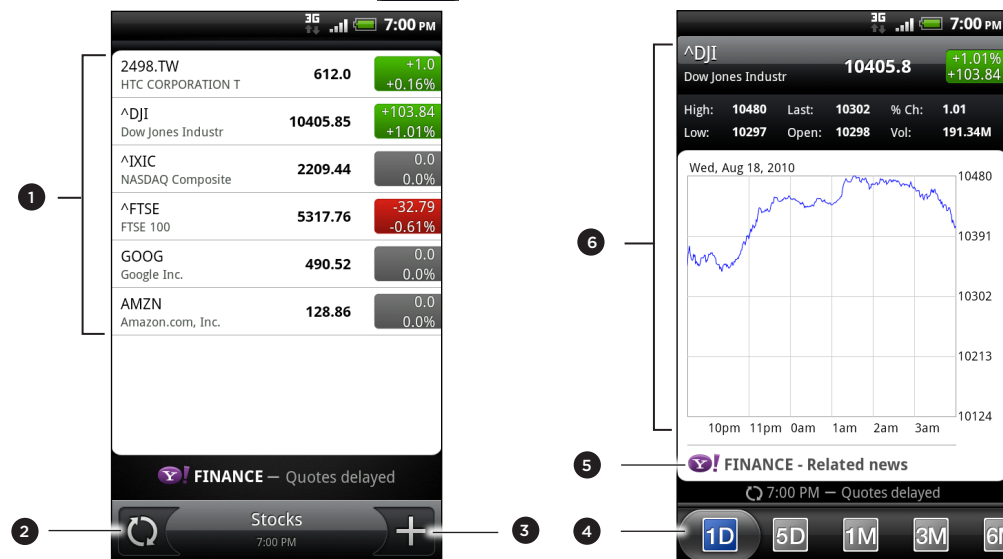 3G 7:00 PM
2498.TW
HTC CORPORATION T
612.0
+1.0
+0.16%
^DJI
Dow Jones Industr
10405.85
+103.84
+1.01%
^IXIC
NASDAQ Composite
2209.44
0.0
0.0%
^FTSE
FTSE 100
5317.76
-32.79
-0.61%
GOOG
Google Inc.
490.52
0.0
0.0%
AMZN
Amazon.com, Inc.
128.86
0.0
0.0%
Y! FINANCE — Quotes delayed
Stocks
7:00 PM
1
2
3
3G 7:00 PM
^DJI
Dow Jones Industr
10405.8
+1.01%
+103.84
High: 10480 Last: 10302 % Ch: 1.01
Low: 10297 Open: 10298 Vol: 191.34M
Wed, Aug 18, 2010
10480
10391
10302
10213
10124
10pm 11pm 0am 1am 2am 3am
Y! FINANCE - Related news
7:00 PM — Quotes delayed
1D 5D 1M 3M
6
5
4